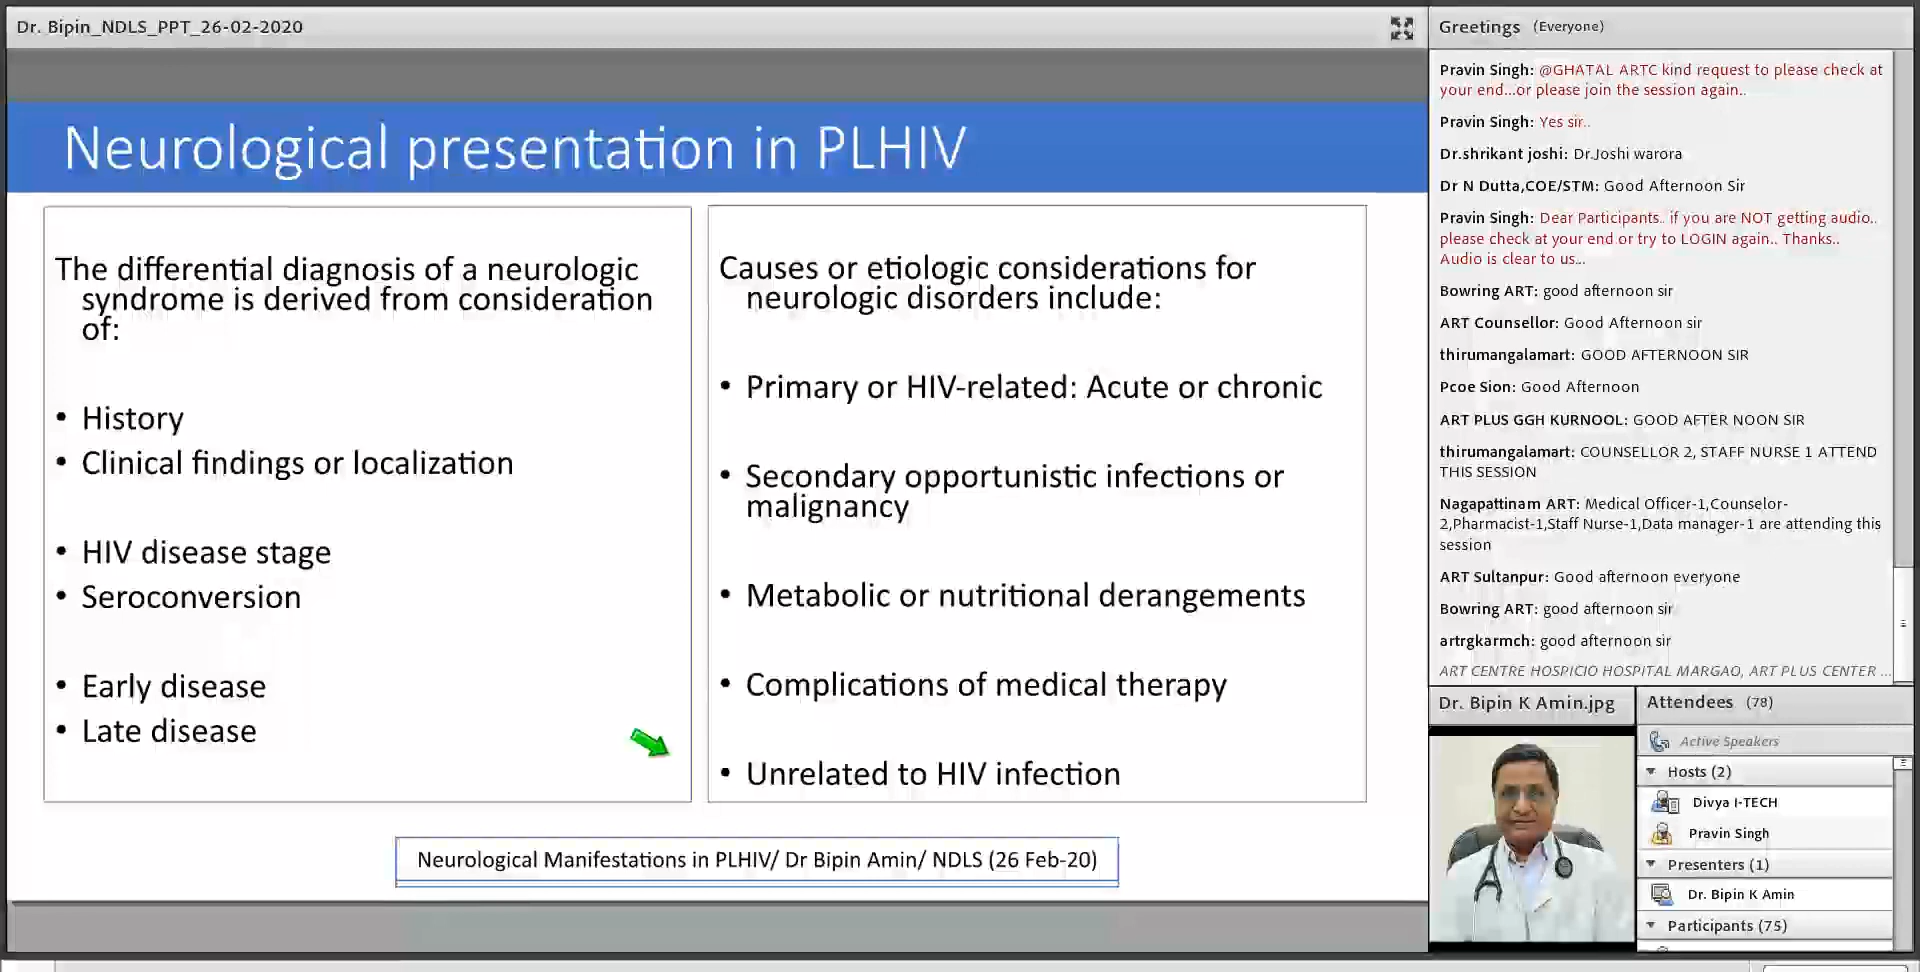 Dr. Bipin_NDLS_PPT_26-02-2020
Neurological presentation in PLHIV
The differential diagnosis of a neurologic
syndrome is derived from consideration
of:
• History
• Clinical findings or localization
• HIV disease stage
• Seroconversion
• Early disease
• Late disease
Causes or etiologic considerations for
neurologic disorders include:
• Primary or HIV-related: Acute or chronic
• Secondary opportunistic infections or
malignancy
• Metabolic or nutritional derangements
• Complications of medical therapy
• Unrelated to HIV infection
Neurological Manifestations in PLHIV/ Dr Bipin Amin/ NDLS (26 Feb-20)
Greetings (Everyone)
Pravin Singh: @GHATAL ARTC kind request to please check at
your end...or please join the session again..
Pravin Singh: Yes sir..
Dr.shrikant joshi: Dr.Joshi warora
Dr N Dutta,COE/STM: Good Afternoon Sir
Pravin Singh: Dear Participants.. if you are NOT getting audio..
please check at your end or try to LOGIN again.. Thanks..
Audio is clear to us...
Bowring ART: good afternoon sir
ART Counsellor: Good Afternoon sir
thirumangalamart: GOOD AFTERNOON SIR
Pcoe Sion: Good Afternoon
ART PLUS GGH KURNOOL: GOOD AFTER NOON SIR
thirumangalamart: COUNSELLOR 2, STAFF NURSE 1 ATTEND
THIS SESSION
Nagapattinam ART: Medical Officer-1,Counselor-
2,Pharmacist-1,Staff Nurse-1,Data manager-1 are attending this
session
ART Sultanpur: Good afternoon everyone
Bowring ART: good afternoon sir
artrgkarmch: good afternoon sir
ART CENTRE HOSPICIO HOSPITAL MARGAO, ART PLUS CENTER ...
Dr. Bipin K Amin.jpg
Attendees (78)
Active Speakers
Hosts (2)
Divya I-TECH
Pravin Singh
Presenters (1)
Dr. Bipin K Amin
Participants (75)